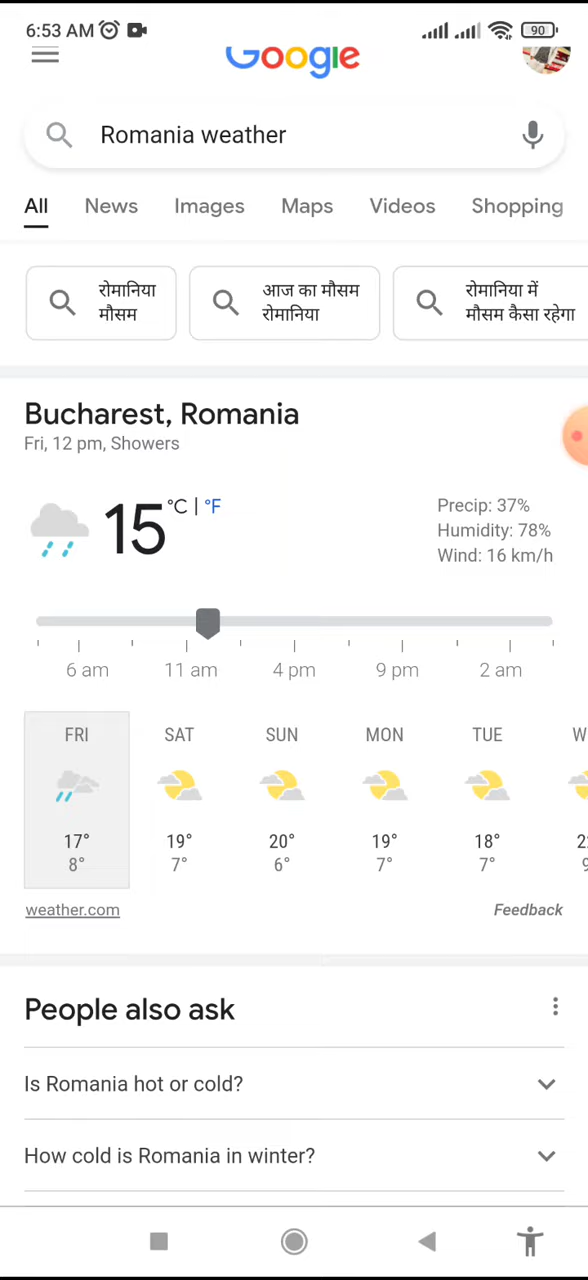 6:53 AM 90
Google
Romania weather
All News Images Maps Videos Shopping
रोमानिया
मौसम
आज का मौसम
रोमानिया
रोमानिया में
मौसम कैसा रहेगा
Bucharest, Romania
Fri, 12 pm, Showers
15 °C | °F
Precip: 37%
Humidity: 78%
Wind: 16 km/h
6 am 11 am 4 pm 9 pm 2 am
FRI SAT SUN MON TUE
17° 19° 20° 19° 18°
8° 7° 6° 7° 7°
weather.com Feedback
People also ask
Is Romania hot or cold?
How cold is Romania in winter?